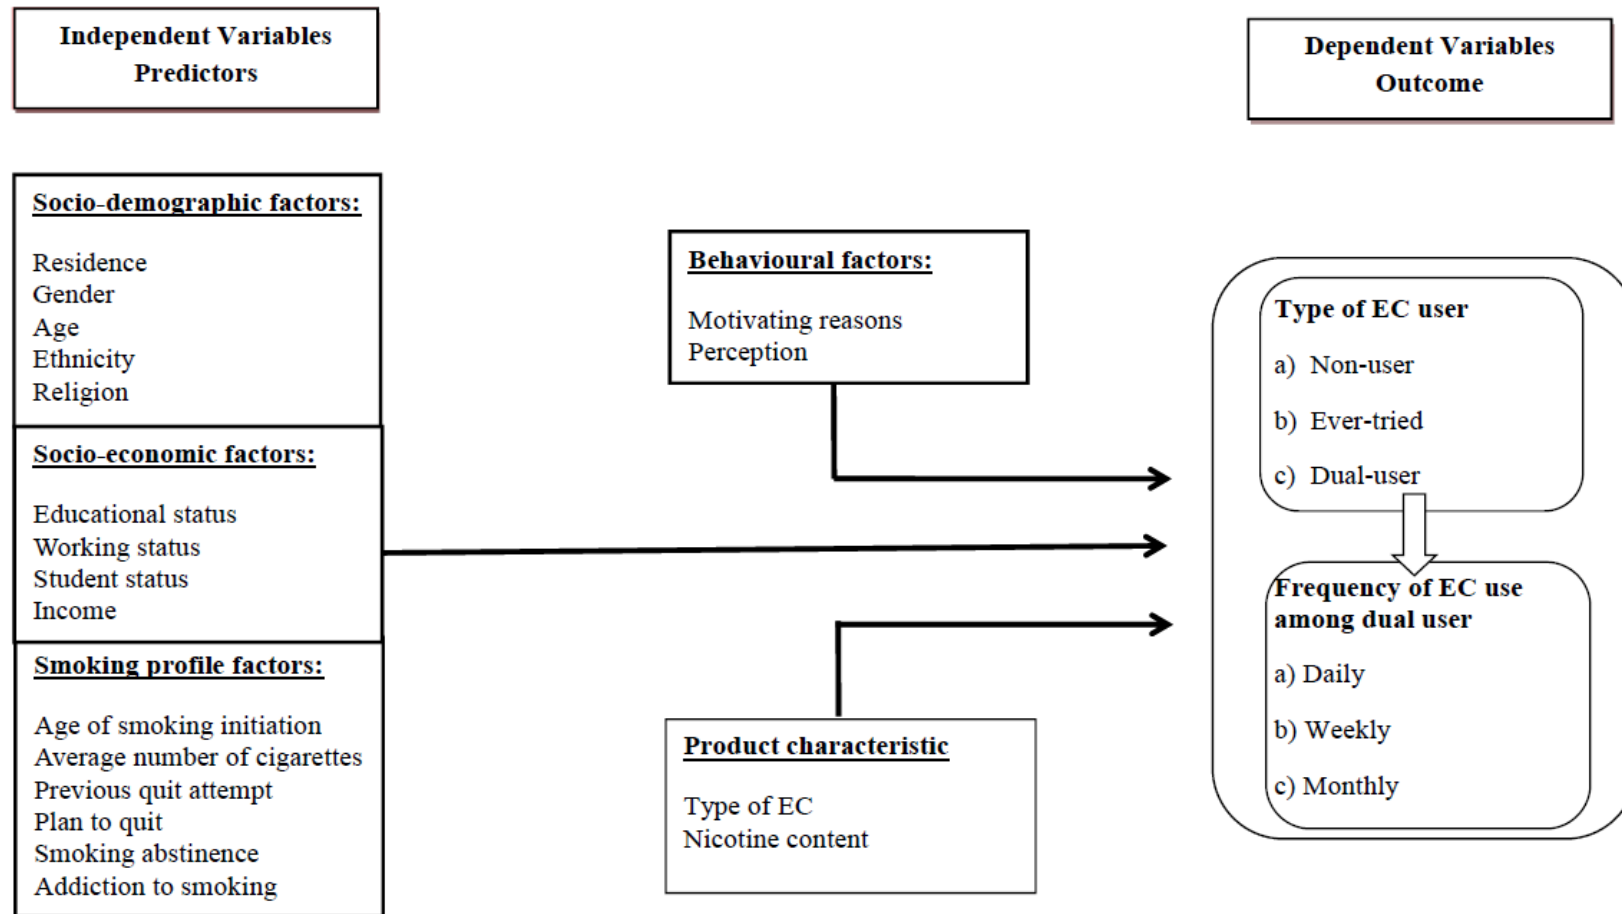 Independent Variables
Predictors
Dependent Variables
Outcome
Socio-demographic factors:
Residence
Gender
Age
Ethnicity
Religion
Socio-economic factors:
Educational status
Working status
Student status
Income
Smoking profile factors:
Age of smoking initiation
Average number of cigarettes
Previous quit attempt
Plan to quit
Smoking abstinence
Addiction to smoking
Behavioural factors:
Motivating reasons
Perception
Product characteristic
Type of EC
Nicotine content
Type of EC user
a) Non-user
b) Ever-tried
c) Dual-user
Frequency of EC use
among dual user
a) Daily
b) Weekly
c) Monthly